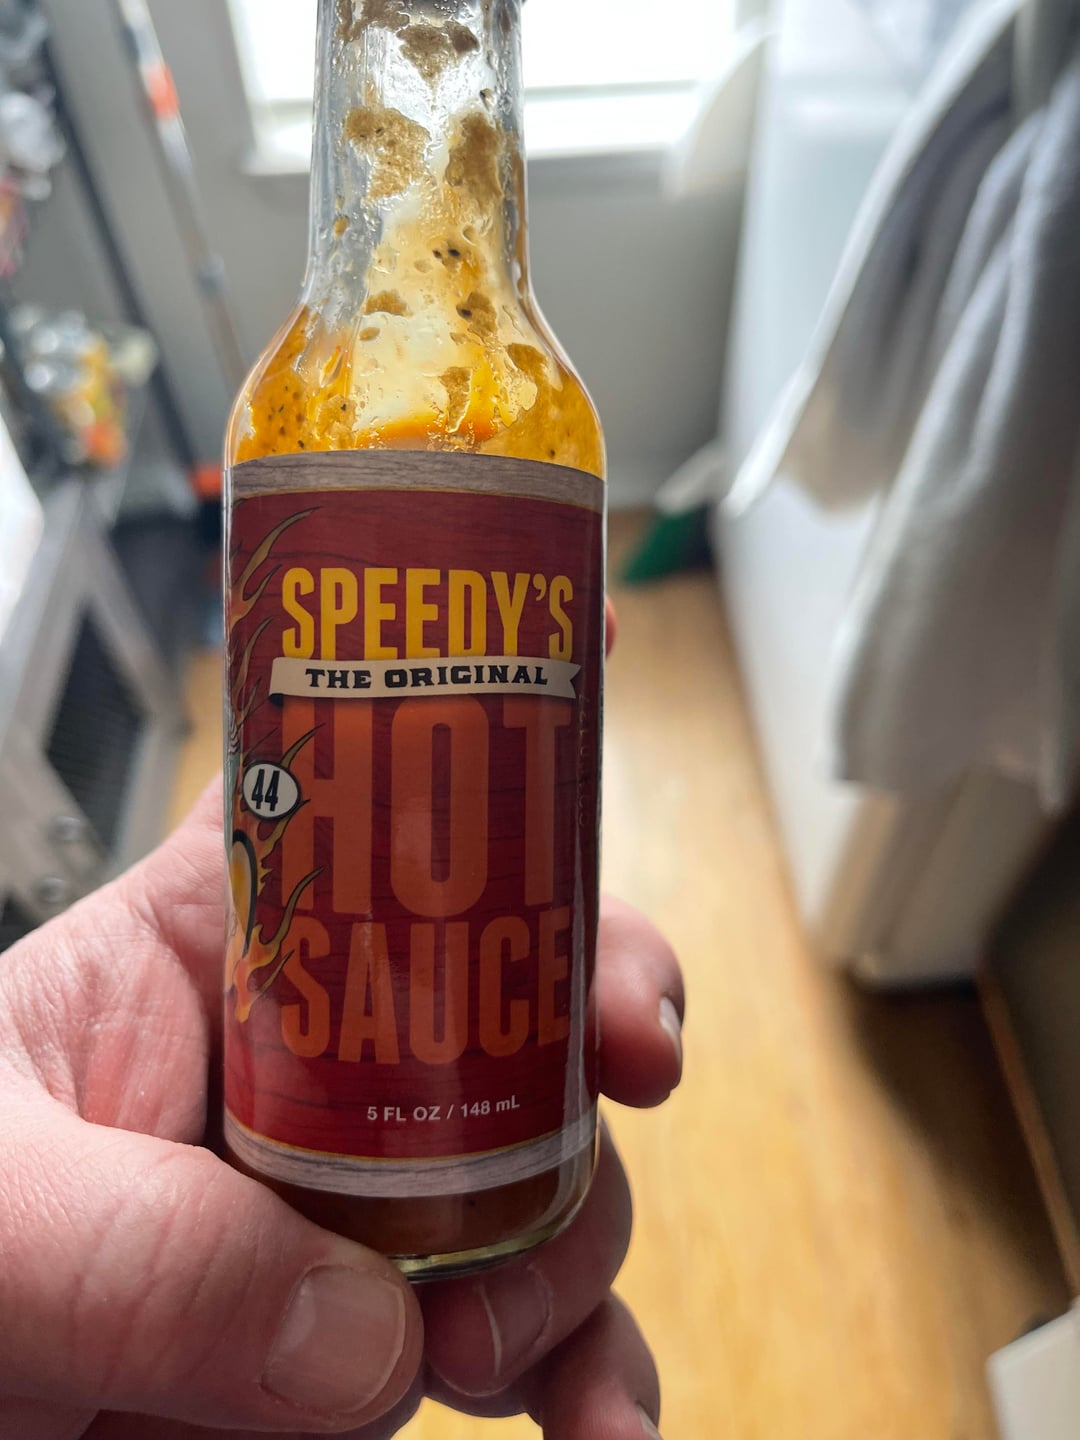 SPEEDY'S
THE ORIGINAL
HOT
44
SAUCE
5 FL OZ / 148 mL